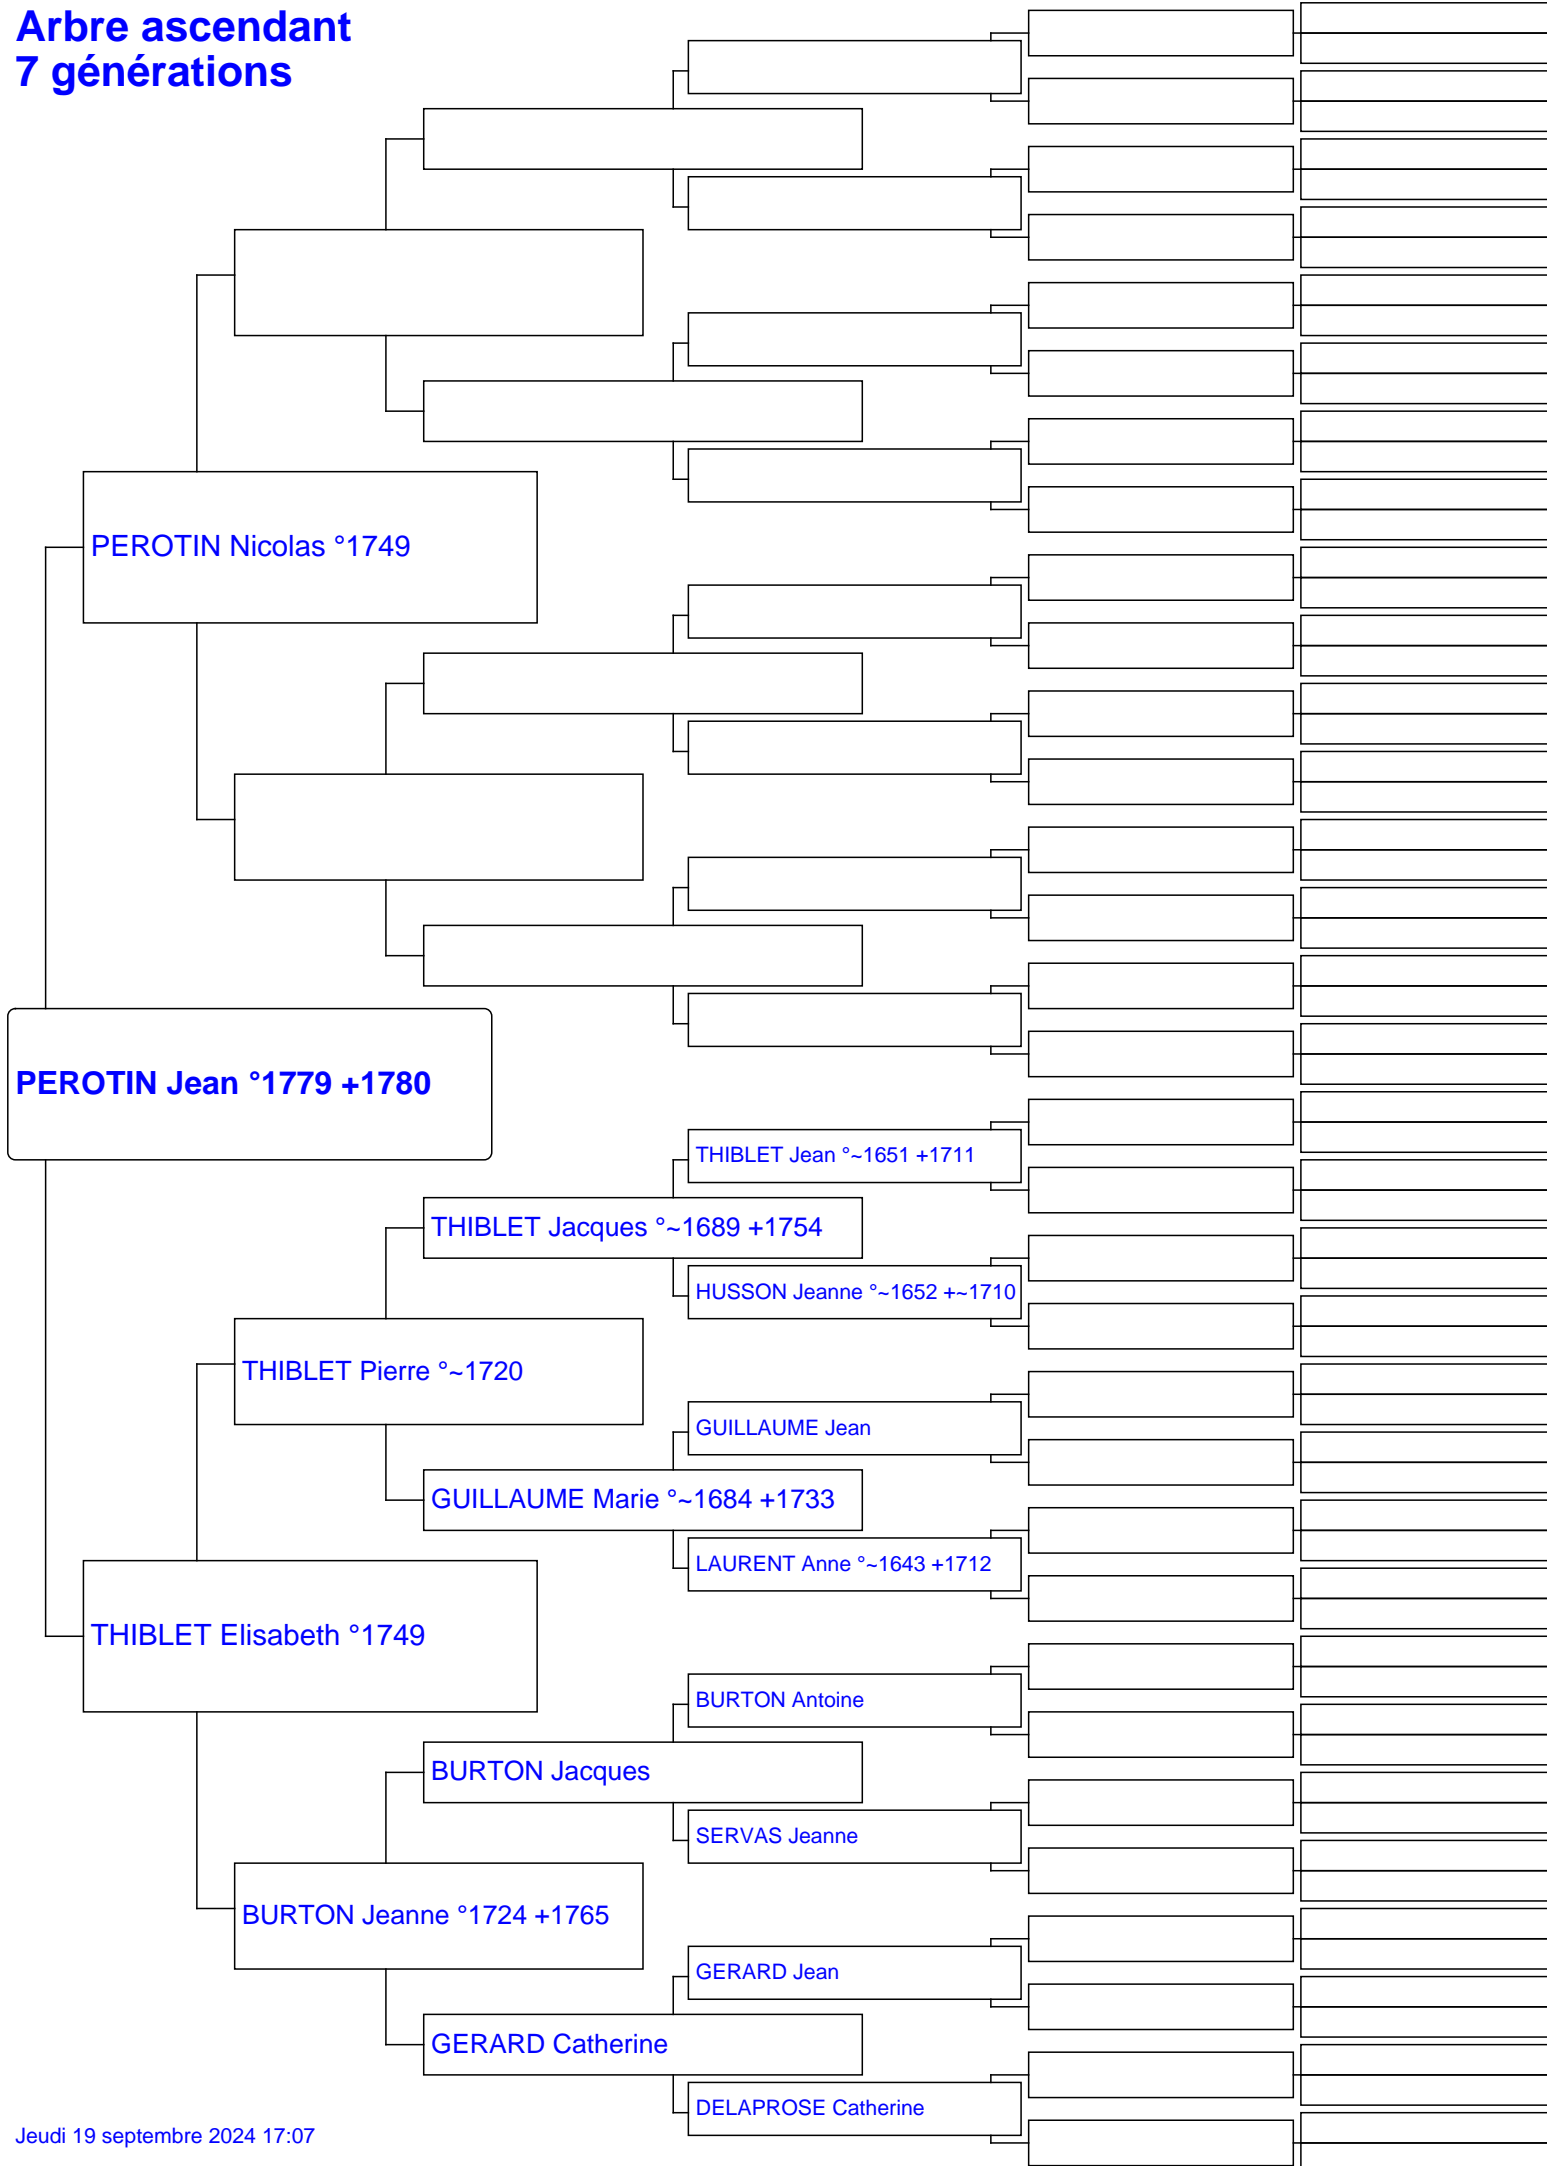 Arbre ascendant
7 générations
PEROTIN Nicolas °1749
PEROTIN Jean °1779 +1780
THIBLET Jean °~1651 +1711
THIBLET Jacques °~1689 +1754
HUSSON Jeanne °~1652 +~1710
THIBLET Pierre °~1720
GUILLAUME Jean
GUILLAUME Marie °~1684 +1733
LAURENT Anne °~1643 +1712
THIBLET Elisabeth °1749
BURTON Antoine
BURTON Jacques
SERVAS Jeanne
BURTON Jeanne °1724 +1765
GERARD Jean
GERARD Catherine
DELAPROSE Catherine
Jeudi 19 septembre 2024 17:07